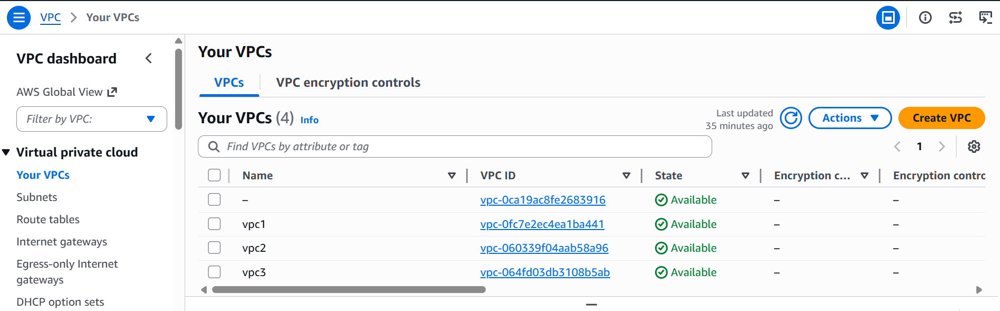 VPC > Your VPCs
VPC dashboard
AWS Global View
Filter by VPC:
Virtual private cloud
Your VPCs
Subnets
Route tables
Internet gateways
Egress-only Internet
gateways
DHCP option sets
Your VPCs
VPCs
VPC encryption controls
Your VPCs (4) Info
Last updated
35 minutes ago
Actions
Create VPC
Find VPCs by attribute or tag
1
Name VPC ID State Encryption c... Encryption contro
– vpc-0ca19ac8fe2683916 Available – –
vpc1 vpc-0fc7e2ec4ea1ba441 Available – –
vpc2 vpc-060339f04aab58a96 Available – –
vpc3 vpc-064fd03db3108b5ab Available – –